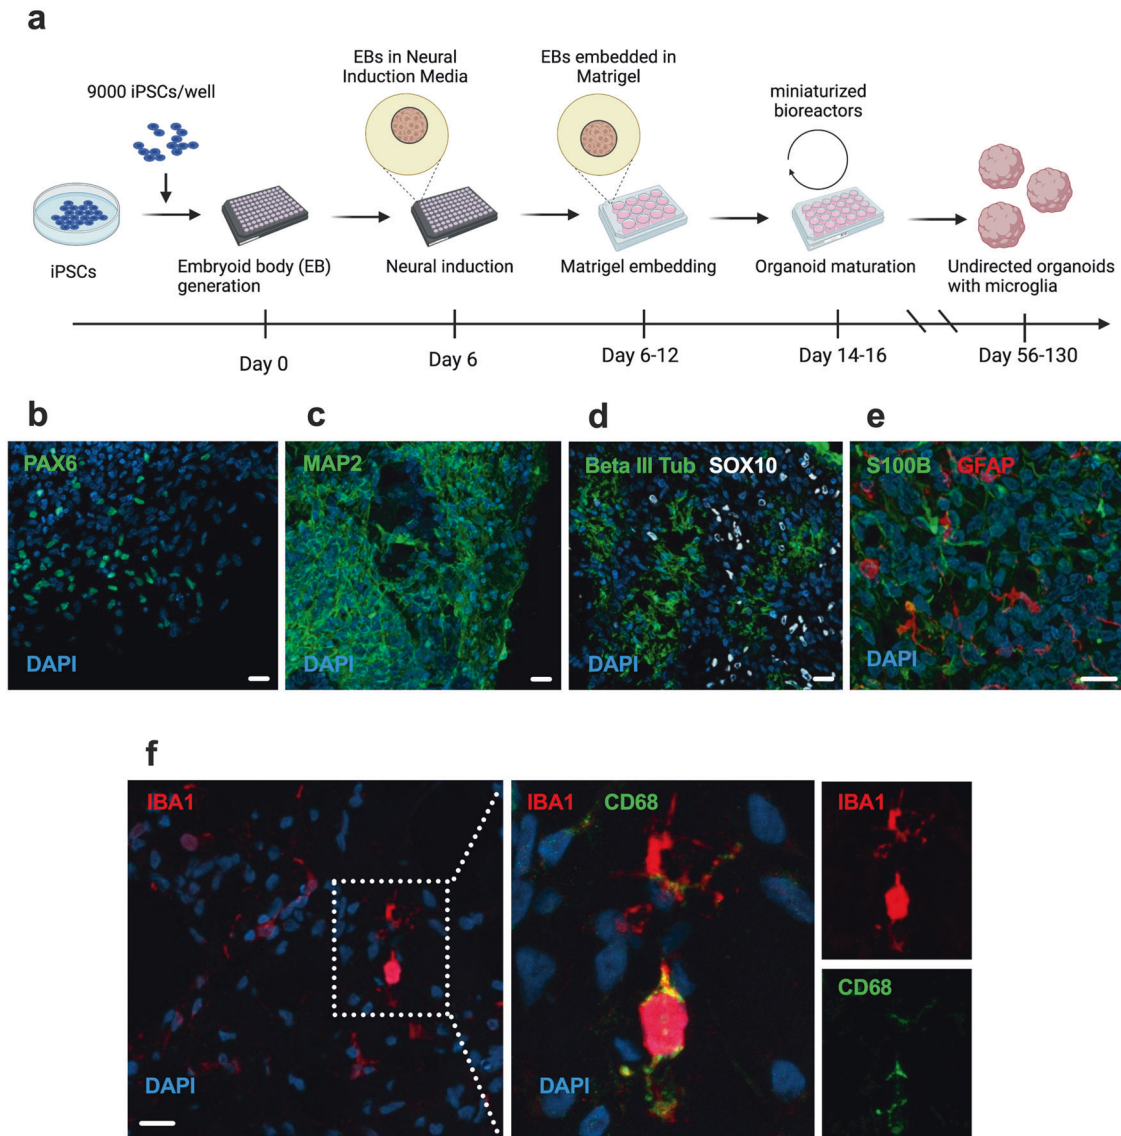 a
EBs in Neural
Induction Media
EBs embedded in
Matrigel
9000 iPSCs/well
miniaturized
bioreactors
iPSCs
Embryoid body (EB)
generation
Neural induction
Matrigel embedding
Organoid maturation
Undirected organoids
with microglia
Day 0
Day 6
Day 6-12
Day 14-16
Day 56-130
b
c
d
e
PAX6
DAPI
MAP2
DAPI
Beta III Tub SOX10
DAPI
S100B GFAP
DAPI
f
IBA1
DAPI
IBA1 CD68
DAPI
IBA1
CD68